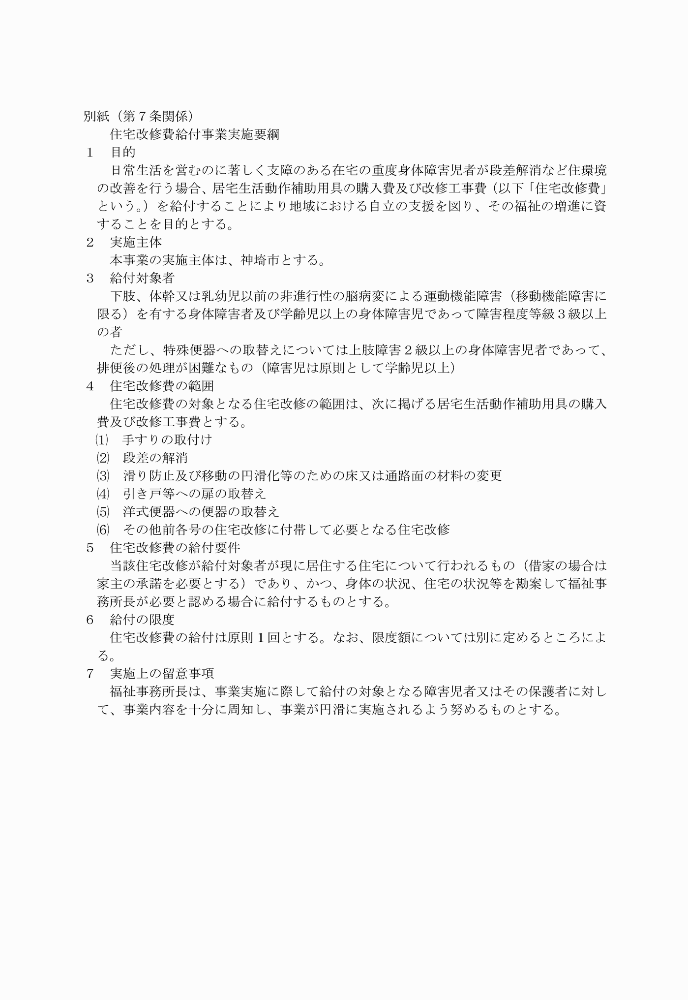 別紙（第７条関係）
住宅改修費給付事業実施要綱
１　目的
日常生活を営むのに著しく支障のある在宅の重度身体障害児者が段差解消など住環境
の改善を行う場合、居宅生活動作補助用具の購入費及び改修工事費（以下「住宅改修費」
という。）を給付することにより地域における自立の支援を図り、その福祉の増進に資
することを目的とする。
２　実施主体
本事業の実施主体は、神埼市とする。
３　給付対象者
下肢、体幹又は乳幼児以前の非進行性の脳病変による運動機能障害（移動機能障害に
限る）を有する身体障害者及び学齢児以上の身体障害児であって障害程度等級３級以上
の者
ただし、特殊便器への取替えについては上肢障害２級以上の身体障害児者であって、
排便後の処理が困難なもの（障害児は原則として学齢児以上）
４　住宅改修費の範囲
住宅改修費の対象となる住宅改修の範囲は、次に掲げる居宅生活動作補助用具の購入
費及び改修工事費とする。
⑴　手すりの取付け
⑵　段差の解消
⑶　滑り防止及び移動の円滑化等のための床又は通路面の材料の変更
⑷　引き戸等への扉の取替え
⑸　洋式便器への便器の取替え
⑹　その他前各号の住宅改修に付帯して必要となる住宅改修
５　住宅改修費の給付要件
当該住宅改修が給付対象者が現に居住する住宅について行われるもの（借家の場合は
家主の承諾を必要とする）であり、かつ、身体の状況、住宅の状況等を勘案して福祉事
務所長が必要と認める場合に給付するものとする。
６　給付の限度
住宅改修費の給付は原則１回とする。なお、限度額については別に定めるところによ
る。
７　実施上の留意事項
福祉事務所長は、事業実施に際して給付の対象となる障害児者又はその保護者に対し
て、事業内容を十分に周知し、事業が円滑に実施されるよう努めるものとする。